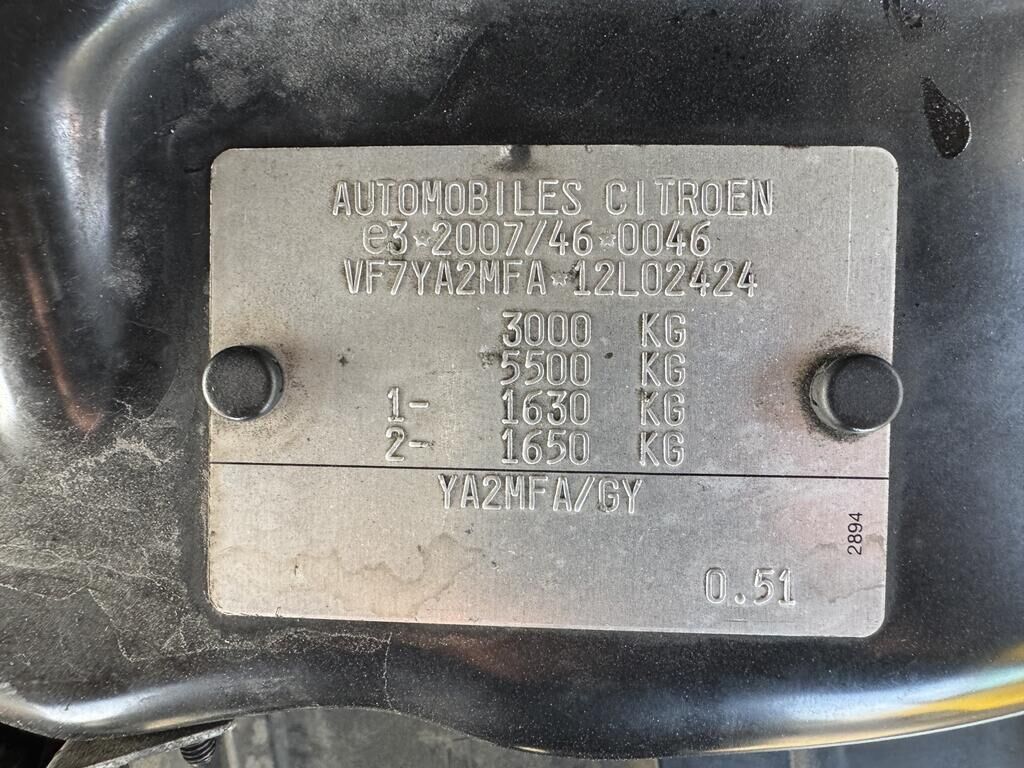 AUTOMOBILES CITROEN
e3*2007/46*0046
VF7YA2MFA*12L02424
3000 KG
5500 KG
1- 1630 KG
2- 1650 KG
YA2MFA/GY
2894
0.51